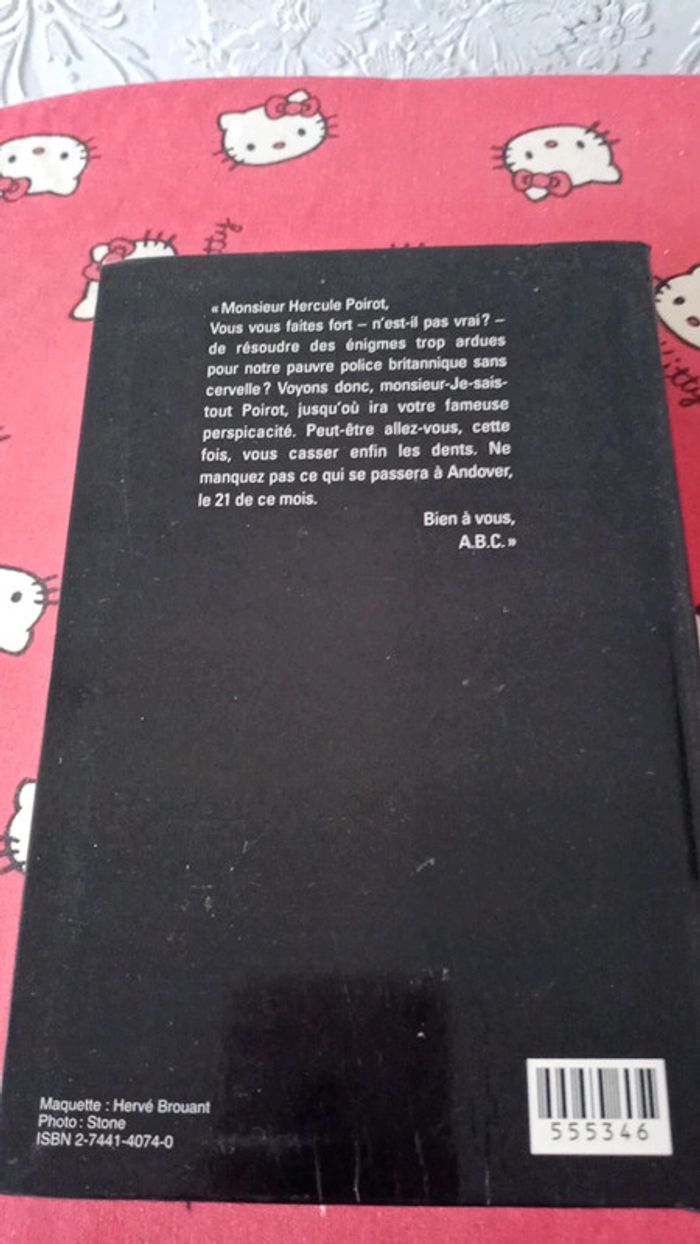 « Monsieur Hercule Poirot,
Vous vous faites fort – n'est-il pas vrai ? –
de résoudre des énigmes trop ardues
pour notre pauvre police britannique sans
cervelle ? Voyons donc, monsieur-Je-sais-
tout Poirot, jusqu'où ira votre fameuse
perspicacité. Peut-être allez-vous, cette
fois, vous casser enfin les dents. Ne
manquez pas ce qui se passera à Andover,
le 21 de ce mois.
Bien à vous,
A.B.C. »
Maquette : Hervé Brouant
Photo : Stone
ISBN 2-7441-4074-0
555346